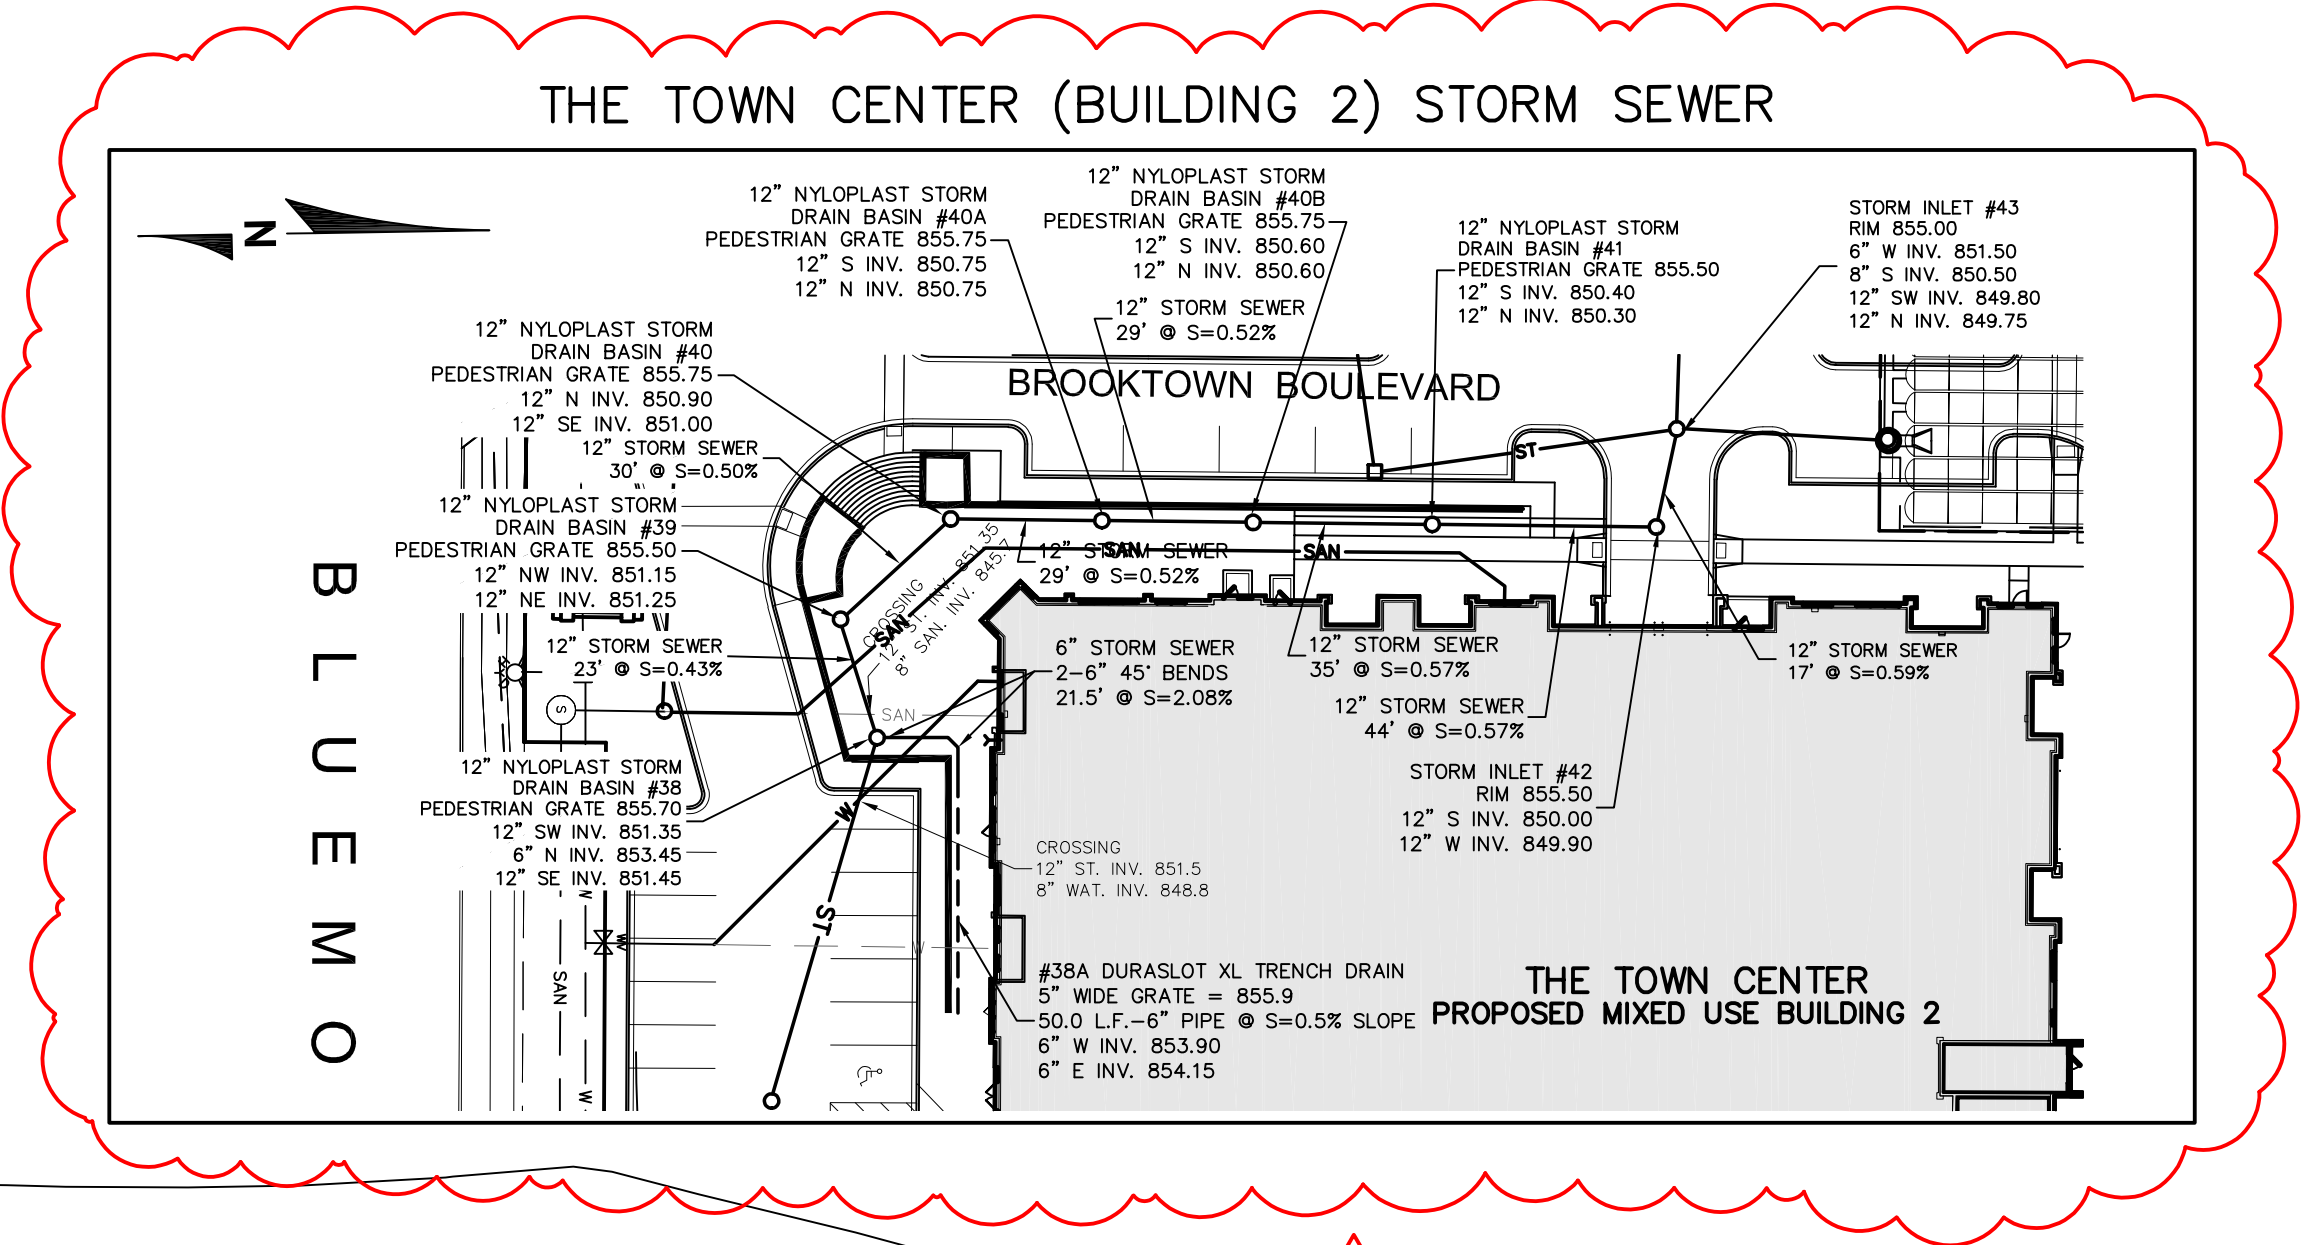 THE TOWN CENTER (BUILDING 2) STORM SEWER
N
12" NYLOPLAST STORM
DRAIN BASIN #40A
PEDESTRIAN GRATE 855.75
12" S INV. 850.75
12" N INV. 850.75
12" NYLOPLAST STORM
DRAIN BASIN #40B
PEDESTRIAN GRATE 855.75
12" S INV. 850.60
12" N INV. 850.60
12" STORM SEWER
29' @ S=0.52%
12" NYLOPLAST STORM
DRAIN BASIN #41
PEDESTRIAN GRATE 855.50
12" S INV. 850.40
12" N INV. 850.30
STORM INLET #43
RIM 855.00
6" W INV. 851.50
8" S INV. 850.50
12" SW INV. 849.80
12" N INV. 849.75
12" NYLOPLAST STORM
DRAIN BASIN #40
PEDESTRIAN GRATE 855.75
12" N INV. 850.90
12" SE INV. 851.00
BROOKTOWN BOULEVARD
12" STORM SEWER
30' @ S=0.50%
ST
12" NYLOPLAST STORM
DRAIN BASIN #39
PEDESTRIAN GRATE 855.50
12" NW INV. 851.15
12" NE INV. 851.25
CROSSING
12" ST. INV. 851.35
8" SAN. INV. 845.7
SAN
12" STORM SEWER
29' @ S=0.52%
SAN
SAN
12" STORM SEWER
23' @ S=0.43%
6" STORM SEWER
2-6" 45° BENDS
21.5' @ S=2.08%
12" STORM SEWER
35' @ S=0.57%
12" STORM SEWER
17' @ S=0.59%
12" STORM SEWER
44' @ S=0.57%
S
SAN
BLUEMO
12" NYLOPLAST STORM
DRAIN BASIN #38
PEDESTRIAN GRATE 855.70
12" SW INV. 851.35
6" N INV. 853.45
12" SE INV. 851.45
STORM INLET #42
RIM 855.50
12" S INV. 850.00
12" W INV. 849.90
W
CROSSING
12" ST. INV. 851.5
8" WAT. INV. 848.8
W
WV
ST
W
SAN
W
#38A DURASLOT XL TRENCH DRAIN
5" WIDE GRATE = 855.9
50.0 L.F.-6" PIPE @ S=0.5% SLOPE
6" W INV. 853.90
6" E INV. 854.15
THE TOWN CENTER
PROPOSED MIXED USE BUILDING 2